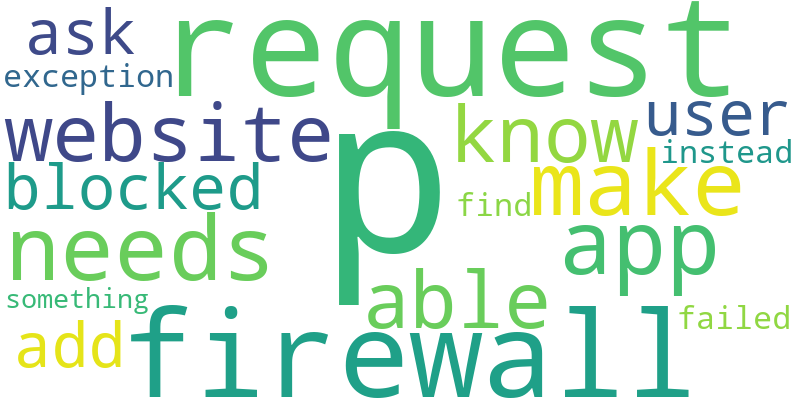 ask
request
exception
website
p
know
user
instead
blocked
find
make
needs
app
something
able
add
firewall
failed